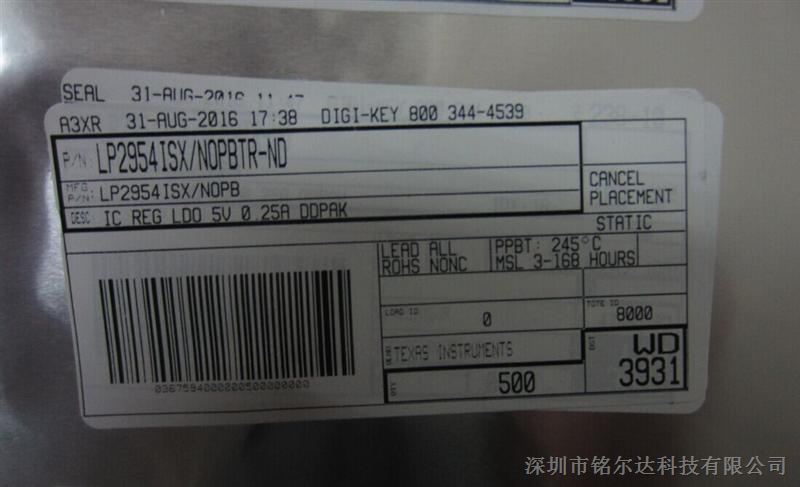 SEAL 31-AUG-2016 11:47
A3XR 31-AUG-2016 17:38 DIGI-KEY 800 344-4539
P/N: LP2954ISX/NOPBTR-ND
MFG. P/N: LP2954ISX/NOPB
DESC: IC REG LDO 5V 0.25A DDPAK
CANCEL
PLACEMENT
STATIC
LEAD ALL
ROHS NONC
PPBT: 245°C
MSL 3-168 HOURS
LOAD ID
0
TOTE ID
8000
TEXAS INSTRUMENTS
QTY
500
WD
3931
深圳市铭尔达科技有限公司